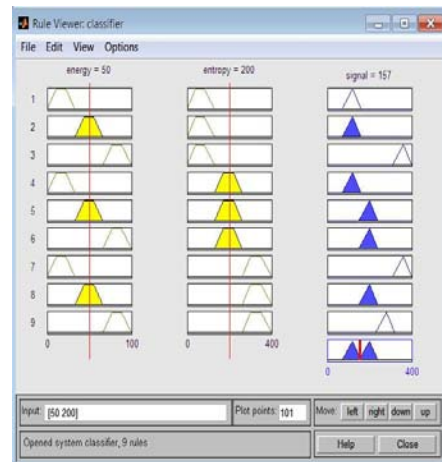 Rule Viewer: classifier
File Edit View Options
energy = 50 entropy = 200 signal = 157
1
2
3
4
5
6
7
8
9
0 100 0 400
0 400
Input: [50 200] Plot points: 101 Move: left right down up
Opened system classifier, 9 rules Help Close